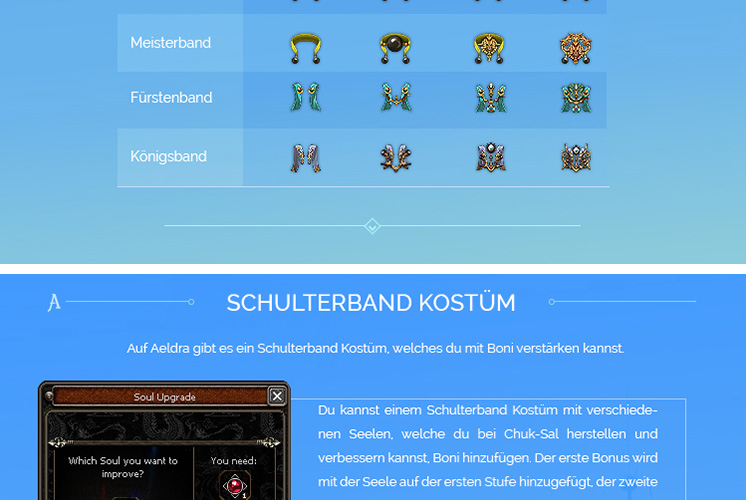 Meisterband
Fürstenband
Königsband
A
SCHULTERBAND KOSTÜM
Auf Aeldra gibt es ein Schulterband Kostüm, welches du mit Boni verstärken kannst.
Soul Upgrade
Which Soul you want to
improve?
You need:
1
Du kannst einem Schulterband Kostüm mit verschiede-
nen Seelen, welche du bei Chuk-Sal herstellen und
verbessern kannst, Boni hinzufügen. Der erste Bonus wird
mit der Seele auf der ersten Stufe hinzugefügt, der zweite